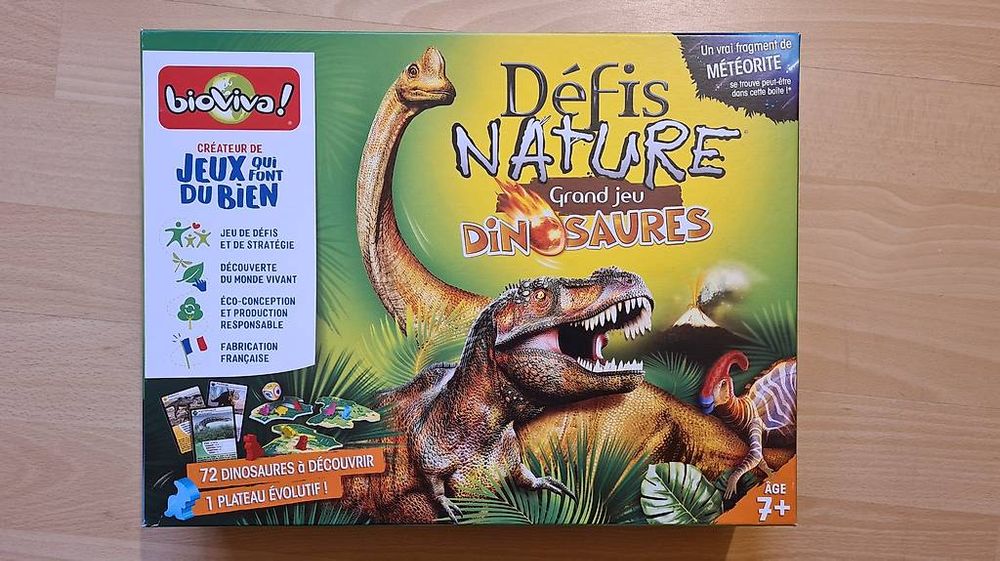 bioviva!
CRÉATEUR DE
JEUX QUI
FONT
DU BIEN
JEU DE DÉFIS
ET DE STRATÉGIE
DÉCOUVERTE
DU MONDE VIVANT
ÉCO-CONCEPTION
ET PRODUCTION
RESPONSABLE
FABRICATION
FRANÇAISE
72 DINOSAURES à DÉCOUVRIR
1 PLATEAU ÉVOLUTIF !
Défis
NATURE
Grand jeu
DINOSAURES
Un vrai fragment de
MÉTÉORITE
se trouve peut-être
dans cette boîte !*
ÂGE
7+